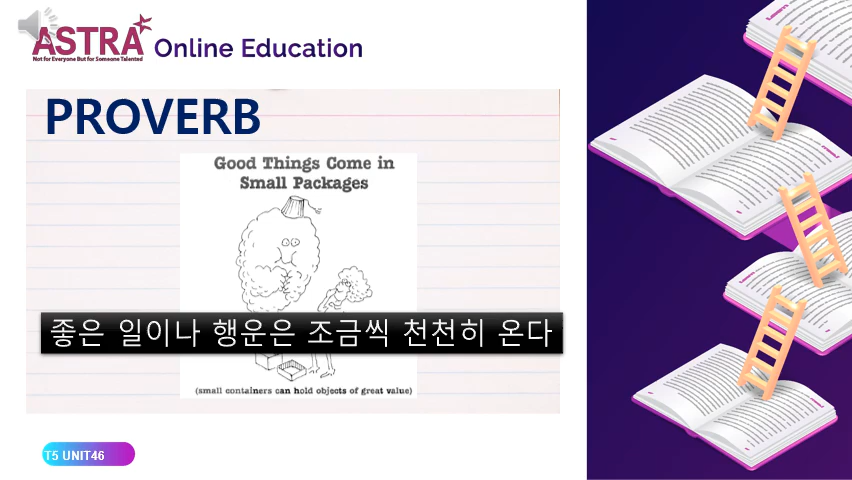 ASTRA
Not for Everyone But for Someone Talented
Online Education
PROVERB
Good Things Come in
Small Packages
좋은 일이나 행운은 조금씩 천천히 온다
(small containers can hold objects of great value)
T5 UNIT46